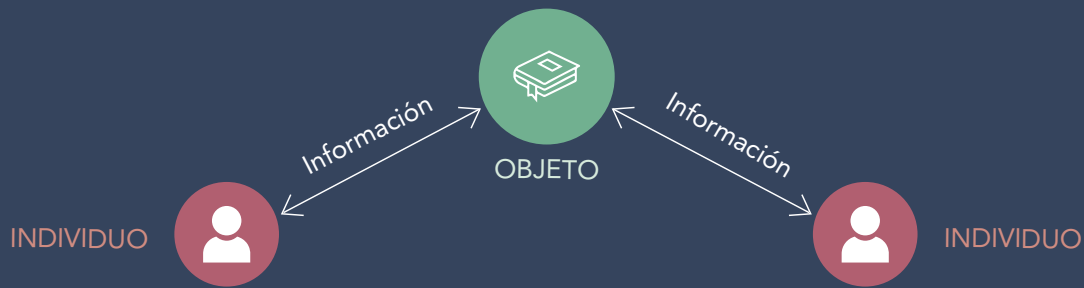 Información
Información
OBJETO
INDIVIDUO
INDIVIDUO